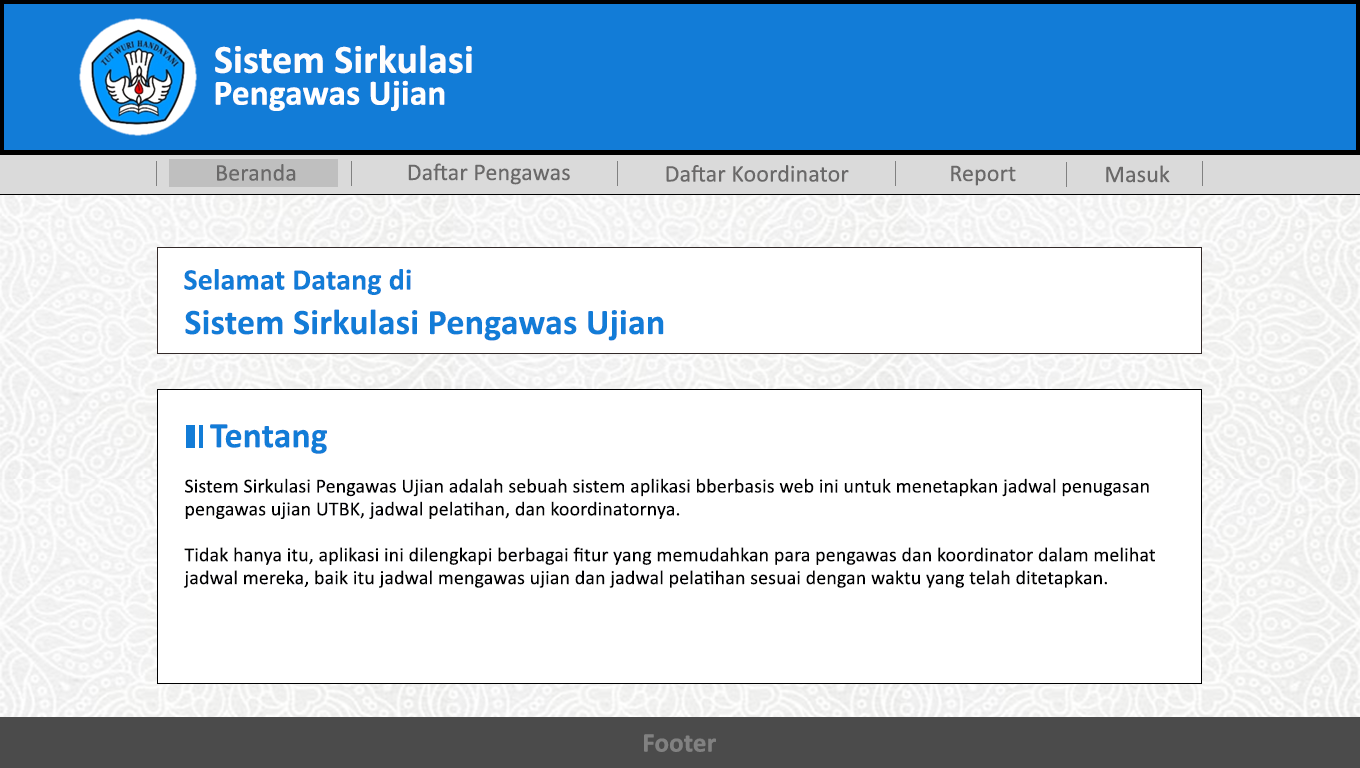 TUT WURI HANDAYANI
Sistem Sirkulasi
Pengawas Ujian
Beranda
Daftar Pengawas
Daftar Koordinator
Report
Masuk
Selamat Datang di
Sistem Sirkulasi Pengawas Ujian
Tentang
Sistem Sirkulasi Pengawas Ujian adalah sebuah sistem aplikasi bberbasis web ini untuk menetapkan jadwal penugasan
pengawas ujian UTBK, jadwal pelatihan, dan koordinatornya.
Tidak hanya itu, aplikasi ini dilengkapi berbagai fitur yang memudahkan para pengawas dan koordinator dalam melihat
jadwal mereka, baik itu jadwal mengawas ujian dan jadwal pelatihan sesuai dengan waktu yang telah ditetapkan.
Footer